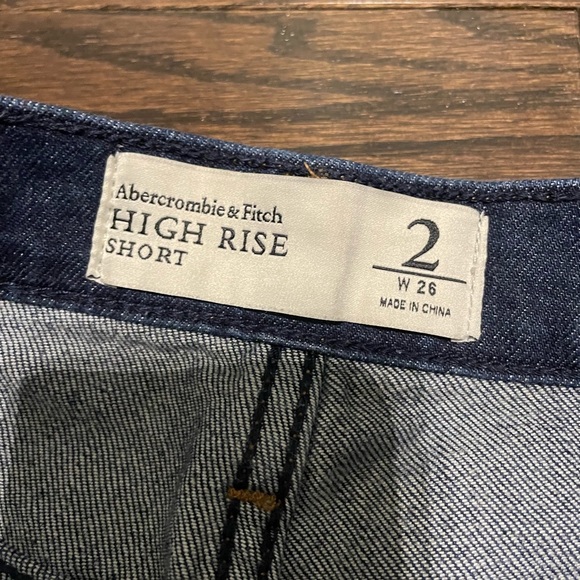 Abercrombie & Fitch
HIGH RISE
SHORT
2
W 26
MADE IN CHINA